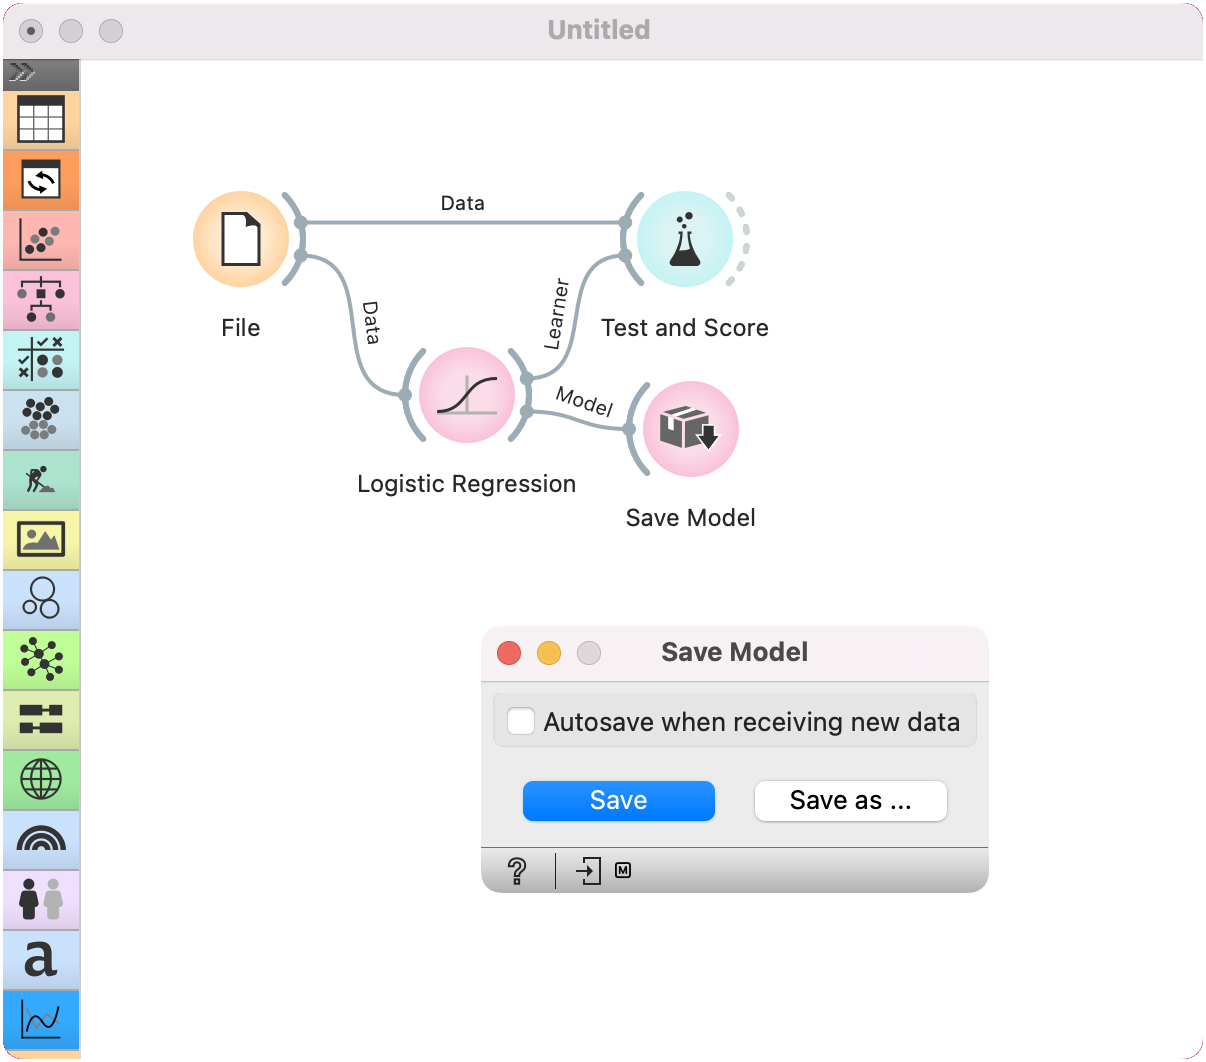 Untitled
Data
File
Data
Learner
Test and Score
Model
Logistic Regression
Save Model
Save Model
Autosave when receiving new data
Save
Save as ...
?
M
a